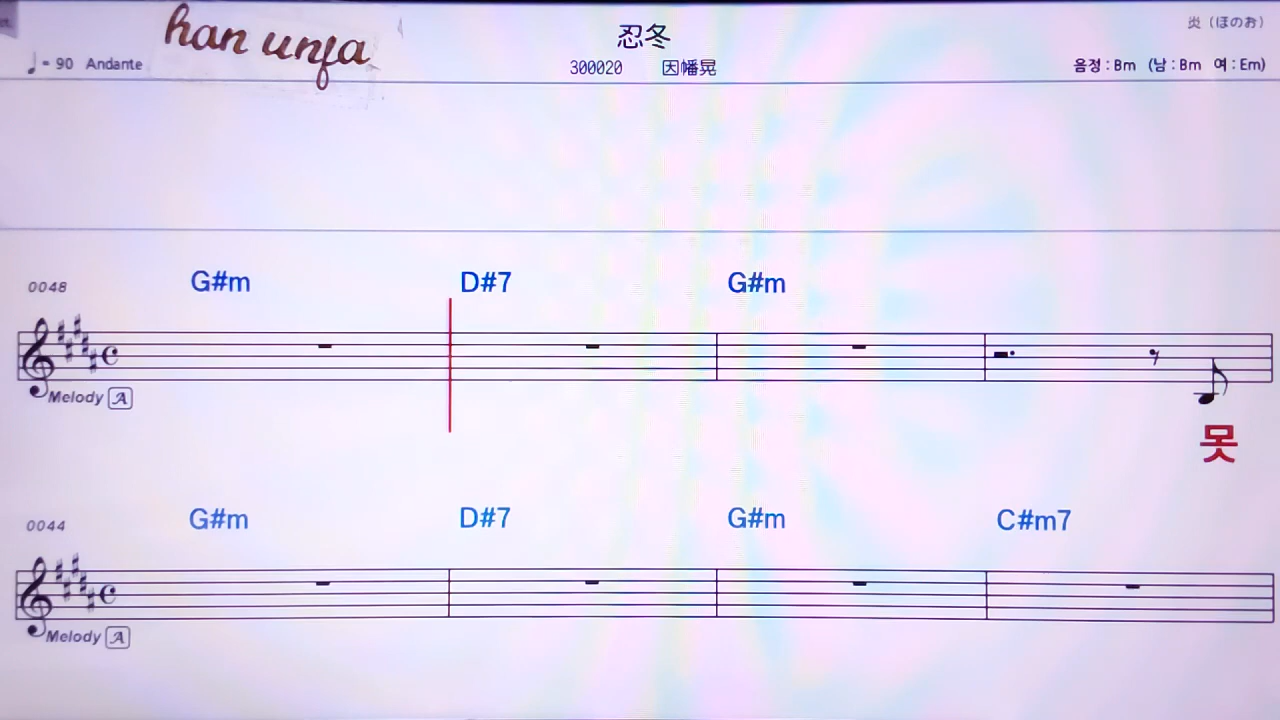 han unfa
忍冬
炎 (ほのお)
♩= 90 Andante
300020 因幡晃
음정 : Bm (남 : Bm 여 : Em)
0048 G#m D#7 G#m
Melody A
못
0044 G#m D#7 G#m C#m7
Melody A